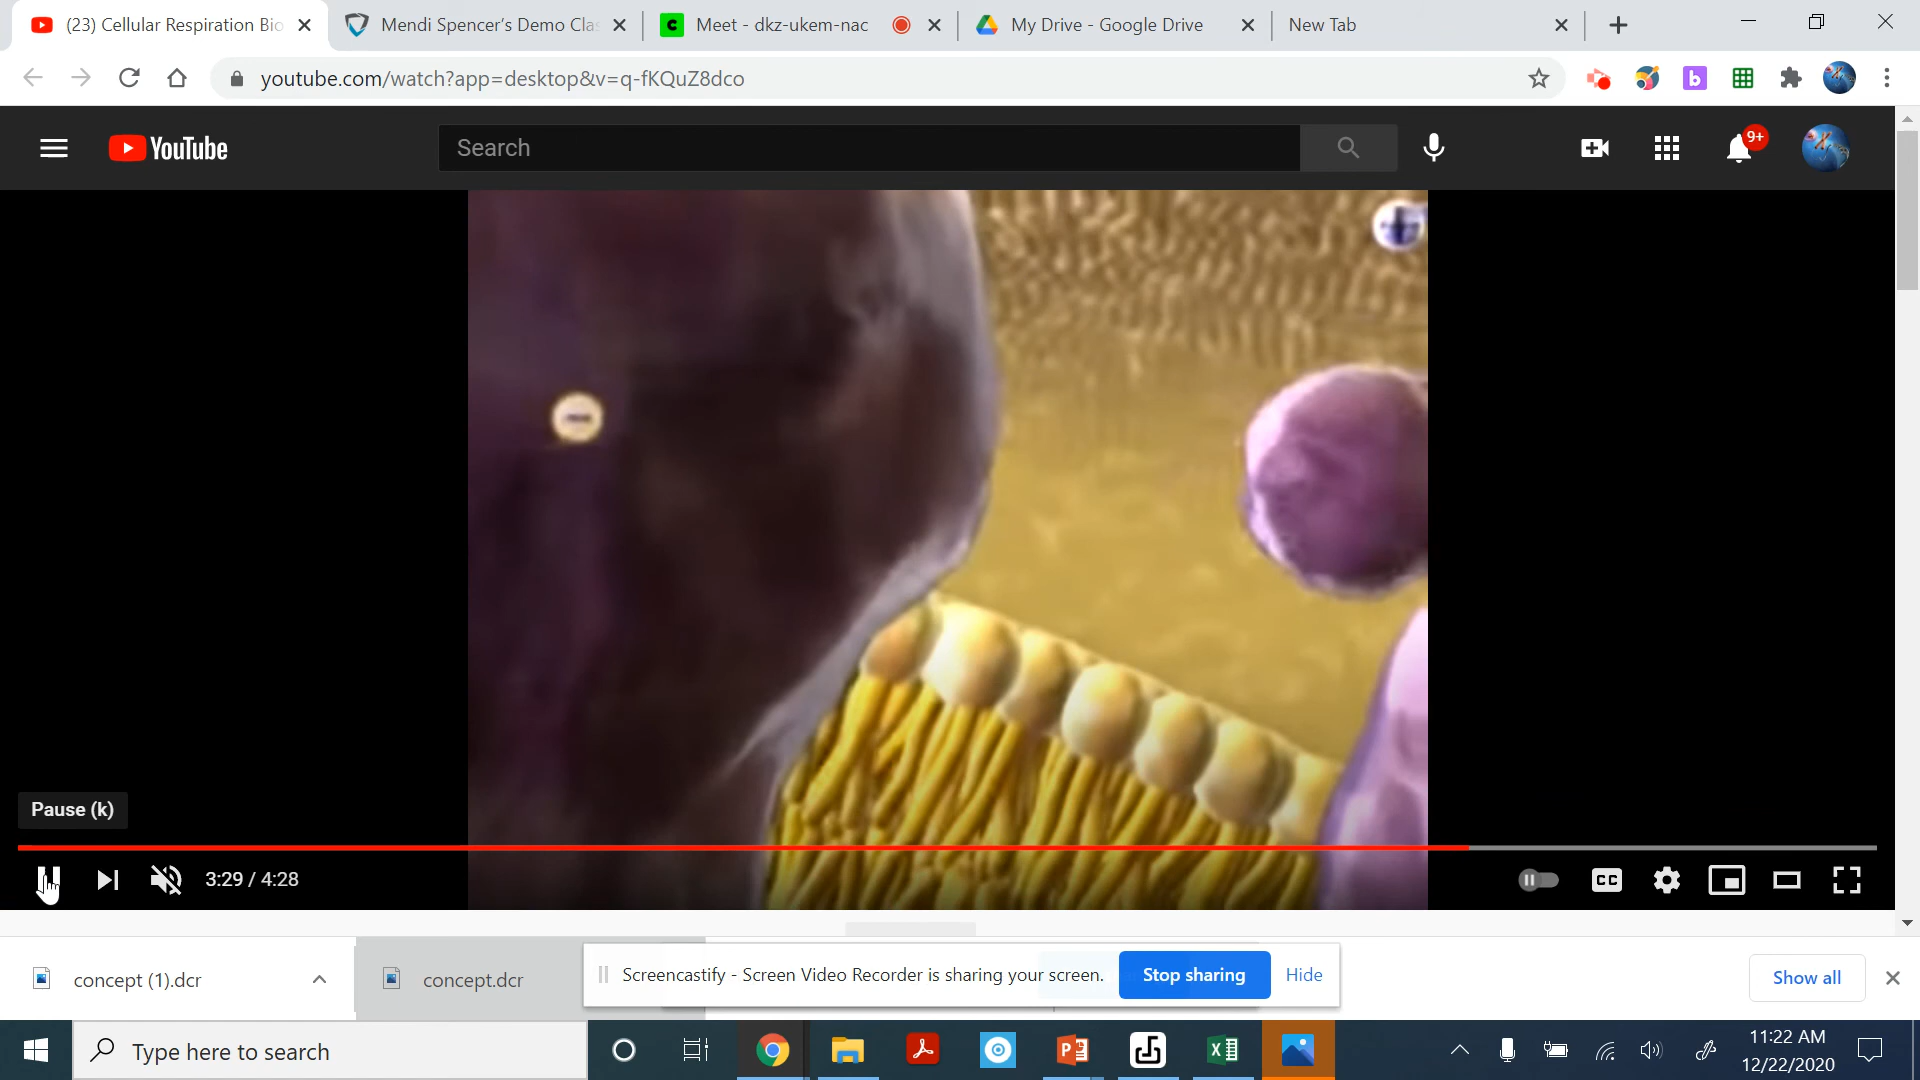 (23) Cellular Respiration Bio
Mendi Spencer's Demo Clas
Meet - dkz-ukem-nac
My Drive - Google Drive
New Tab
youtube.com/watch?app=desktop&v=q-fKQuZ8dco
YouTube
Search
9+
Pause (k)
3:29 / 4:28
CC
concept (1).dcr
concept.dcr
Screencastify - Screen Video Recorder is sharing your screen.
Stop sharing
Hide
Show all
Type here to search
11:22 AM
12/22/2020